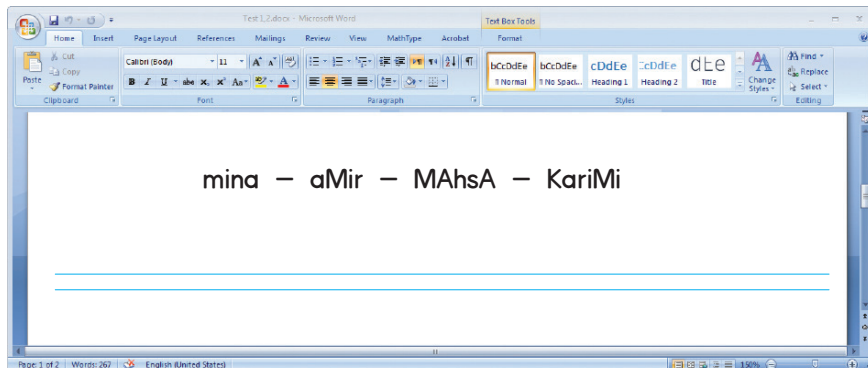 Test 1,2.docx - Microsoft Word
Text Box Tools
Home Insert Page Layout References Mailings Review View MathType Acrobat Format
Paste
Cut
Copy
Format Painter
Clipboard
Calibri (Body) 11
Font
Paragraph
bCcDdEe bCcDdEe cDdEe CcDdEe dEe
¶ Normal ¶ No Spaci... Heading 1 Heading 2 Title
Change Styles
Styles
Find
Replace
Select
Editing
mina – aMir – MAhsA – KariMi
Page: 1 of 2 Words: 267 English (United States) 150%